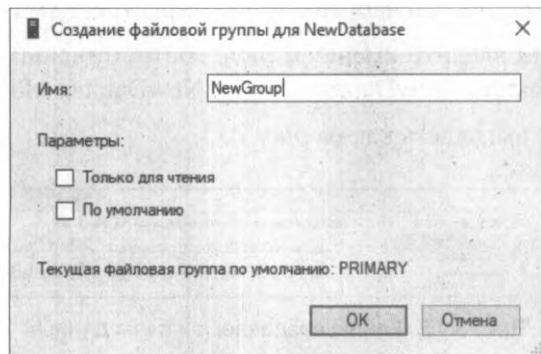 Создание файловой группы для NewDatabase
Имя:
NewGroup
Параметры:
Только для чтения
По умолчанию
Текущая файловая группа по умолчанию: PRIMARY
OK
Отмена